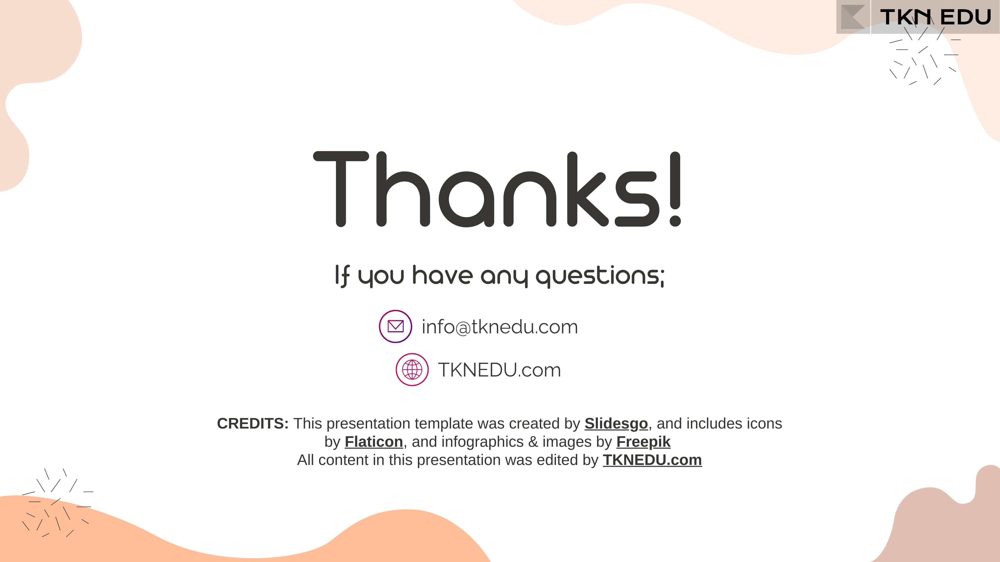 TKN EDU
Thanks!
If you have any questions;
info@tknedu.com
TKNEDU.com
CREDITS: This presentation template was created by Slidesgo, and includes icons
by Flaticon, and infographics & images by Freepik
All content in this presentation was edited by TKNEDU.com